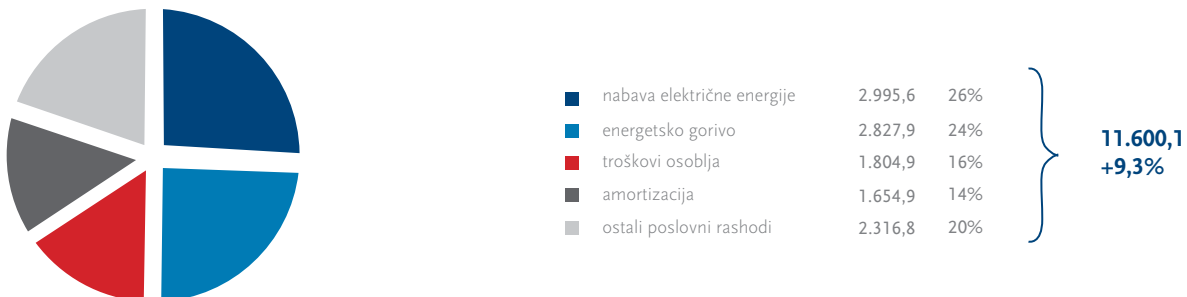 nabava električne energije 2.995,6 26%
energetsko gorivo 2.827,9 24%
troškovi osoblja 1.804,9 16%
amortizacija 1.654,9 14%
ostali poslovni rashodi 2.316,8 20%
11.600,1
+9,3%